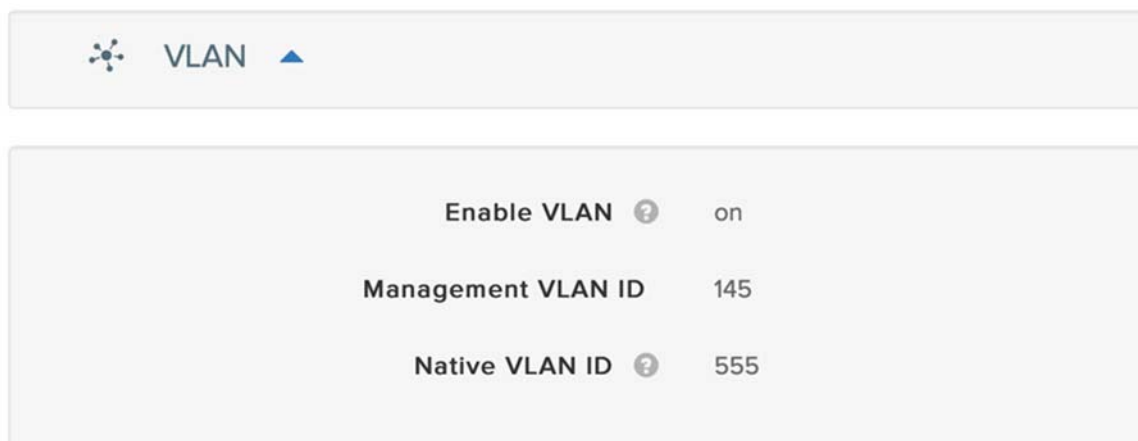 VLAN
Enable VLAN ? on
Management VLAN ID 145
Native VLAN ID ? 555